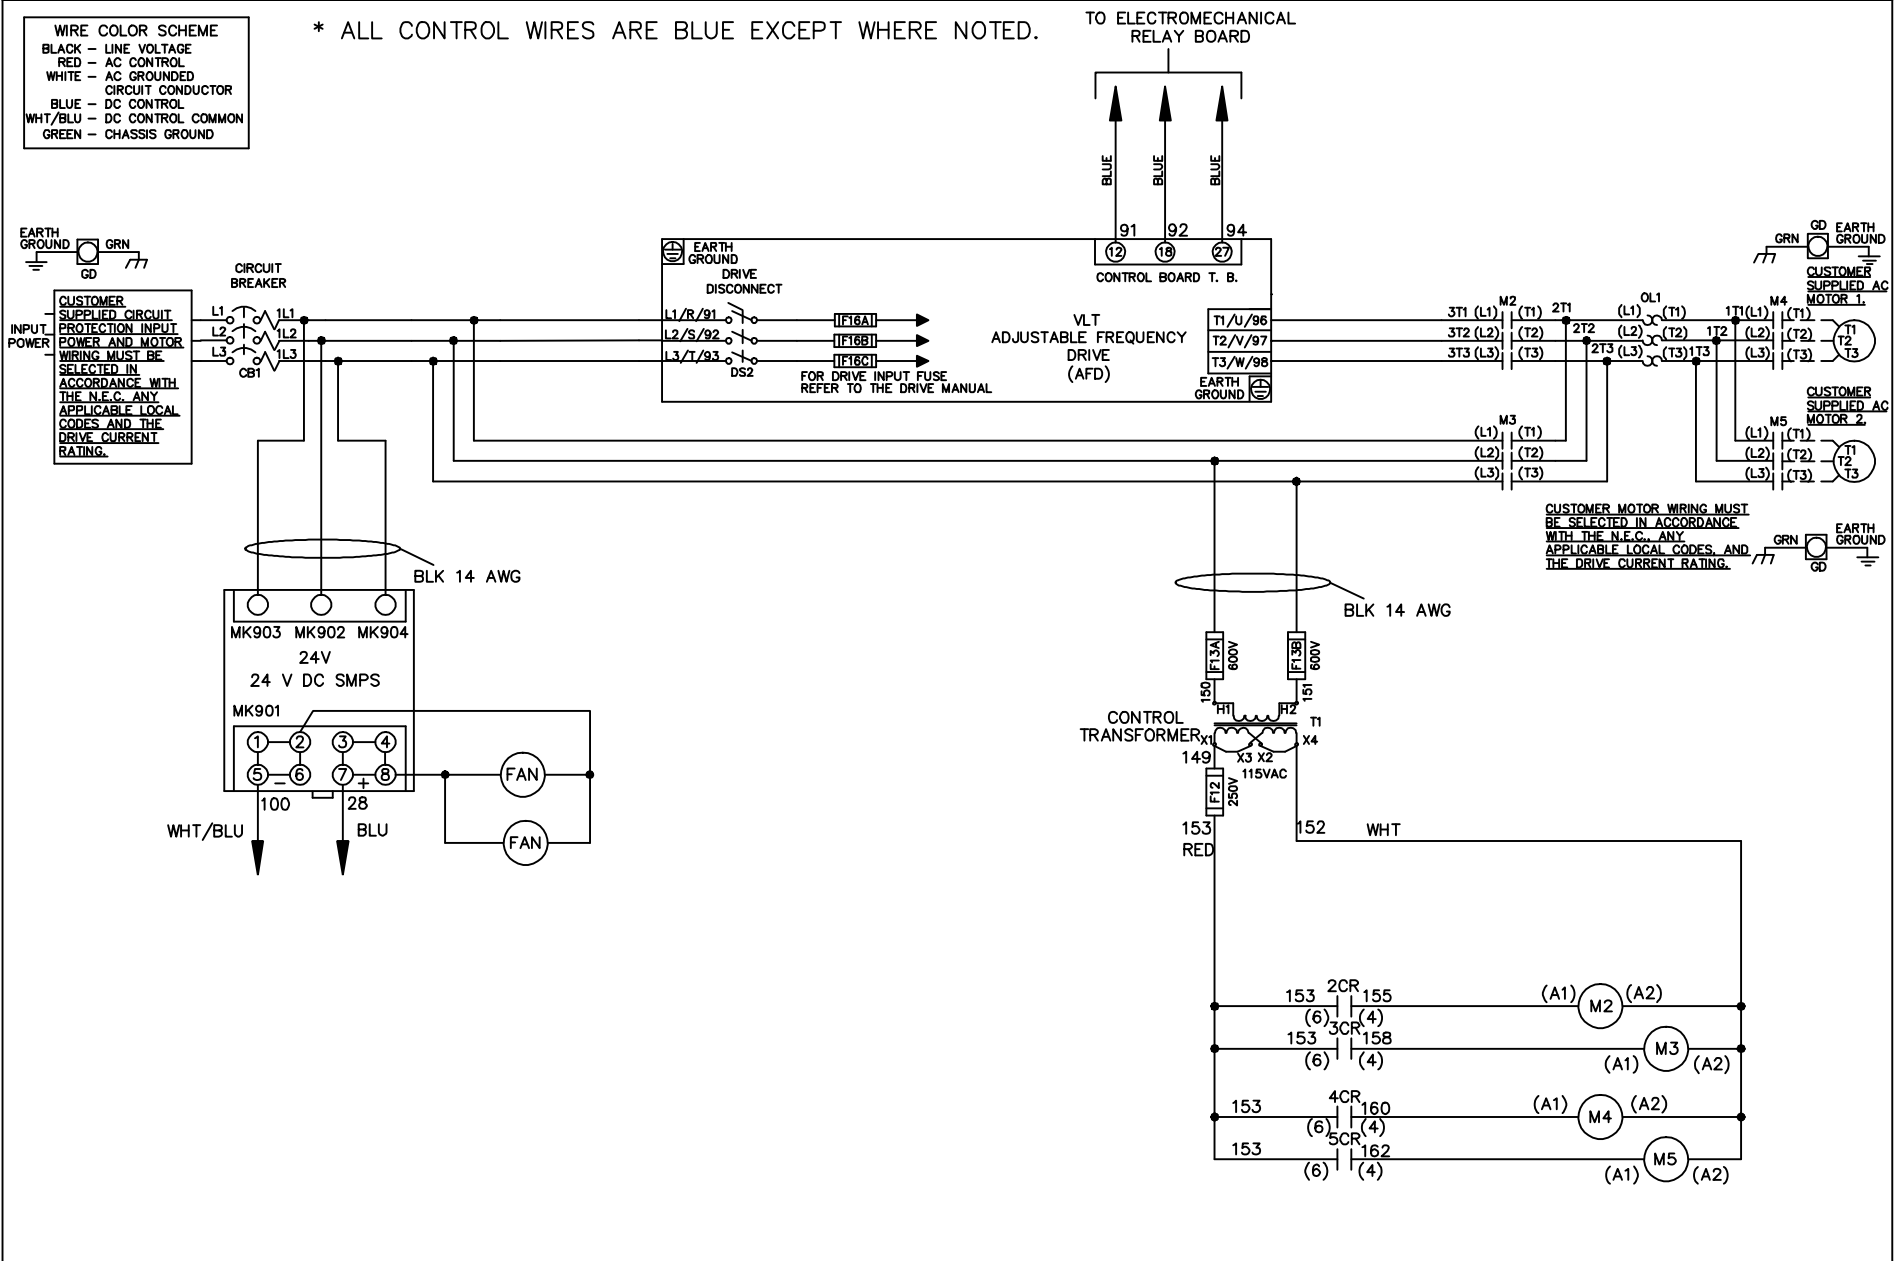 WIRE COLOR SCHEME
BLACK – LINE VOLTAGE
RED – AC CONTROL
WHITE – AC GROUNDED
CIRCUIT CONDUCTOR
BLUE – DC CONTROL
WHT/BLU – DC CONTROL COMMON
GREEN – CHASSIS GROUND
* ALL CONTROL WIRES ARE BLUE EXCEPT WHERE NOTED.
TO ELECTROMECHANICAL
RELAY BOARD
BLUE
BLUE
BLUE
91 92 94
12 18 27
CONTROL BOARD T. B.
EARTH
GROUND
GRN
GD
CUSTOMER
SUPPLIED CIRCUIT
PROTECTION INPUT
POWER AND MOTOR
WIRING MUST BE
SELECTED IN
ACCORDANCE WITH
THE N.E.C. ANY
APPLICABLE LOCAL
CODES AND THE
DRIVE CURRENT
RATING.
INPUT
POWER
CIRCUIT
BREAKER
L1 1L1
L2 1L2
L3 1L3
CB1
EARTH
GROUND
DRIVE
DISCONNECT
L1/R/91
L2/S/92
L3/T/93
DS2
F16A
F16B
F16C
FOR DRIVE INPUT FUSE
REFER TO THE DRIVE MANUAL
VLT
ADJUSTABLE FREQUENCY
DRIVE
(AFD)
T1/U/96
T2/V/97
T3/W/98
EARTH
GROUND
M2
3T1 (L1) (T1) 2T1
3T2 (L2) (T2) 2T2
3T3 (L3) (T3) 2T3
OL1
(L1) (T1) 1T1
(L2) (T2) 1T2
(L3) (T3) 1T3
M4
(L1) (T1)
(L2) (T2)
(L3) (T3)
T1
T2
T3
GRN
GD
EARTH
GROUND
CUSTOMER
SUPPLIED AC
MOTOR 1.
M3
(L1) (T1)
(L2) (T2)
(L3) (T3)
CUSTOMER
SUPPLIED AC
MOTOR 2.
M5
(L1) (T1)
(L2) (T2)
(L3) (T3)
T1
T2
T3
CUSTOMER MOTOR WIRING MUST
BE SELECTED IN ACCORDANCE
WITH THE N.E.C., ANY
APPLICABLE LOCAL CODES, AND
THE DRIVE CURRENT RATING.
GRN
GD
EARTH
GROUND
BLK 14 AWG
MK903 MK902 MK904
24V
24 V DC SMPS
MK901
1 2 3 4
5 – 6 7 + 8
100 28
WHT/BLU BLU
FAN
FAN
BLK 14 AWG
F13A
600V
F13B
600V
150
151
H1 H2
CONTROL
TRANSFORMER
T1
X1 X3 X2 X4
115VAC
149
F12
250V
153
RED
152 WHT
2CR
153 155 (A1) M2 (A2)
(6) (4)
3CR
153 158 M3
(6) (4) (A1) (A2)
4CR
153 160 (A1) M4 (A2)
(6) (4)
5CR
153 162 M5
(6) (4) (A1) (A2)